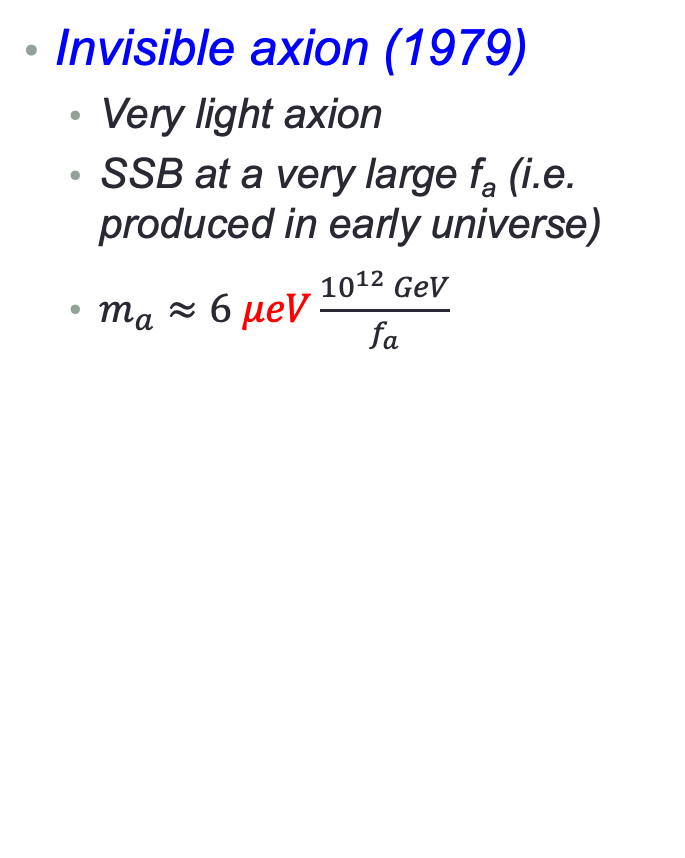 • Invisible axion (1979)
• Very light axion
• SSB at a very large fₐ (i.e.
produced in early universe)
• mₐ ≈ 6 μeV 10¹² GeV / fₐ